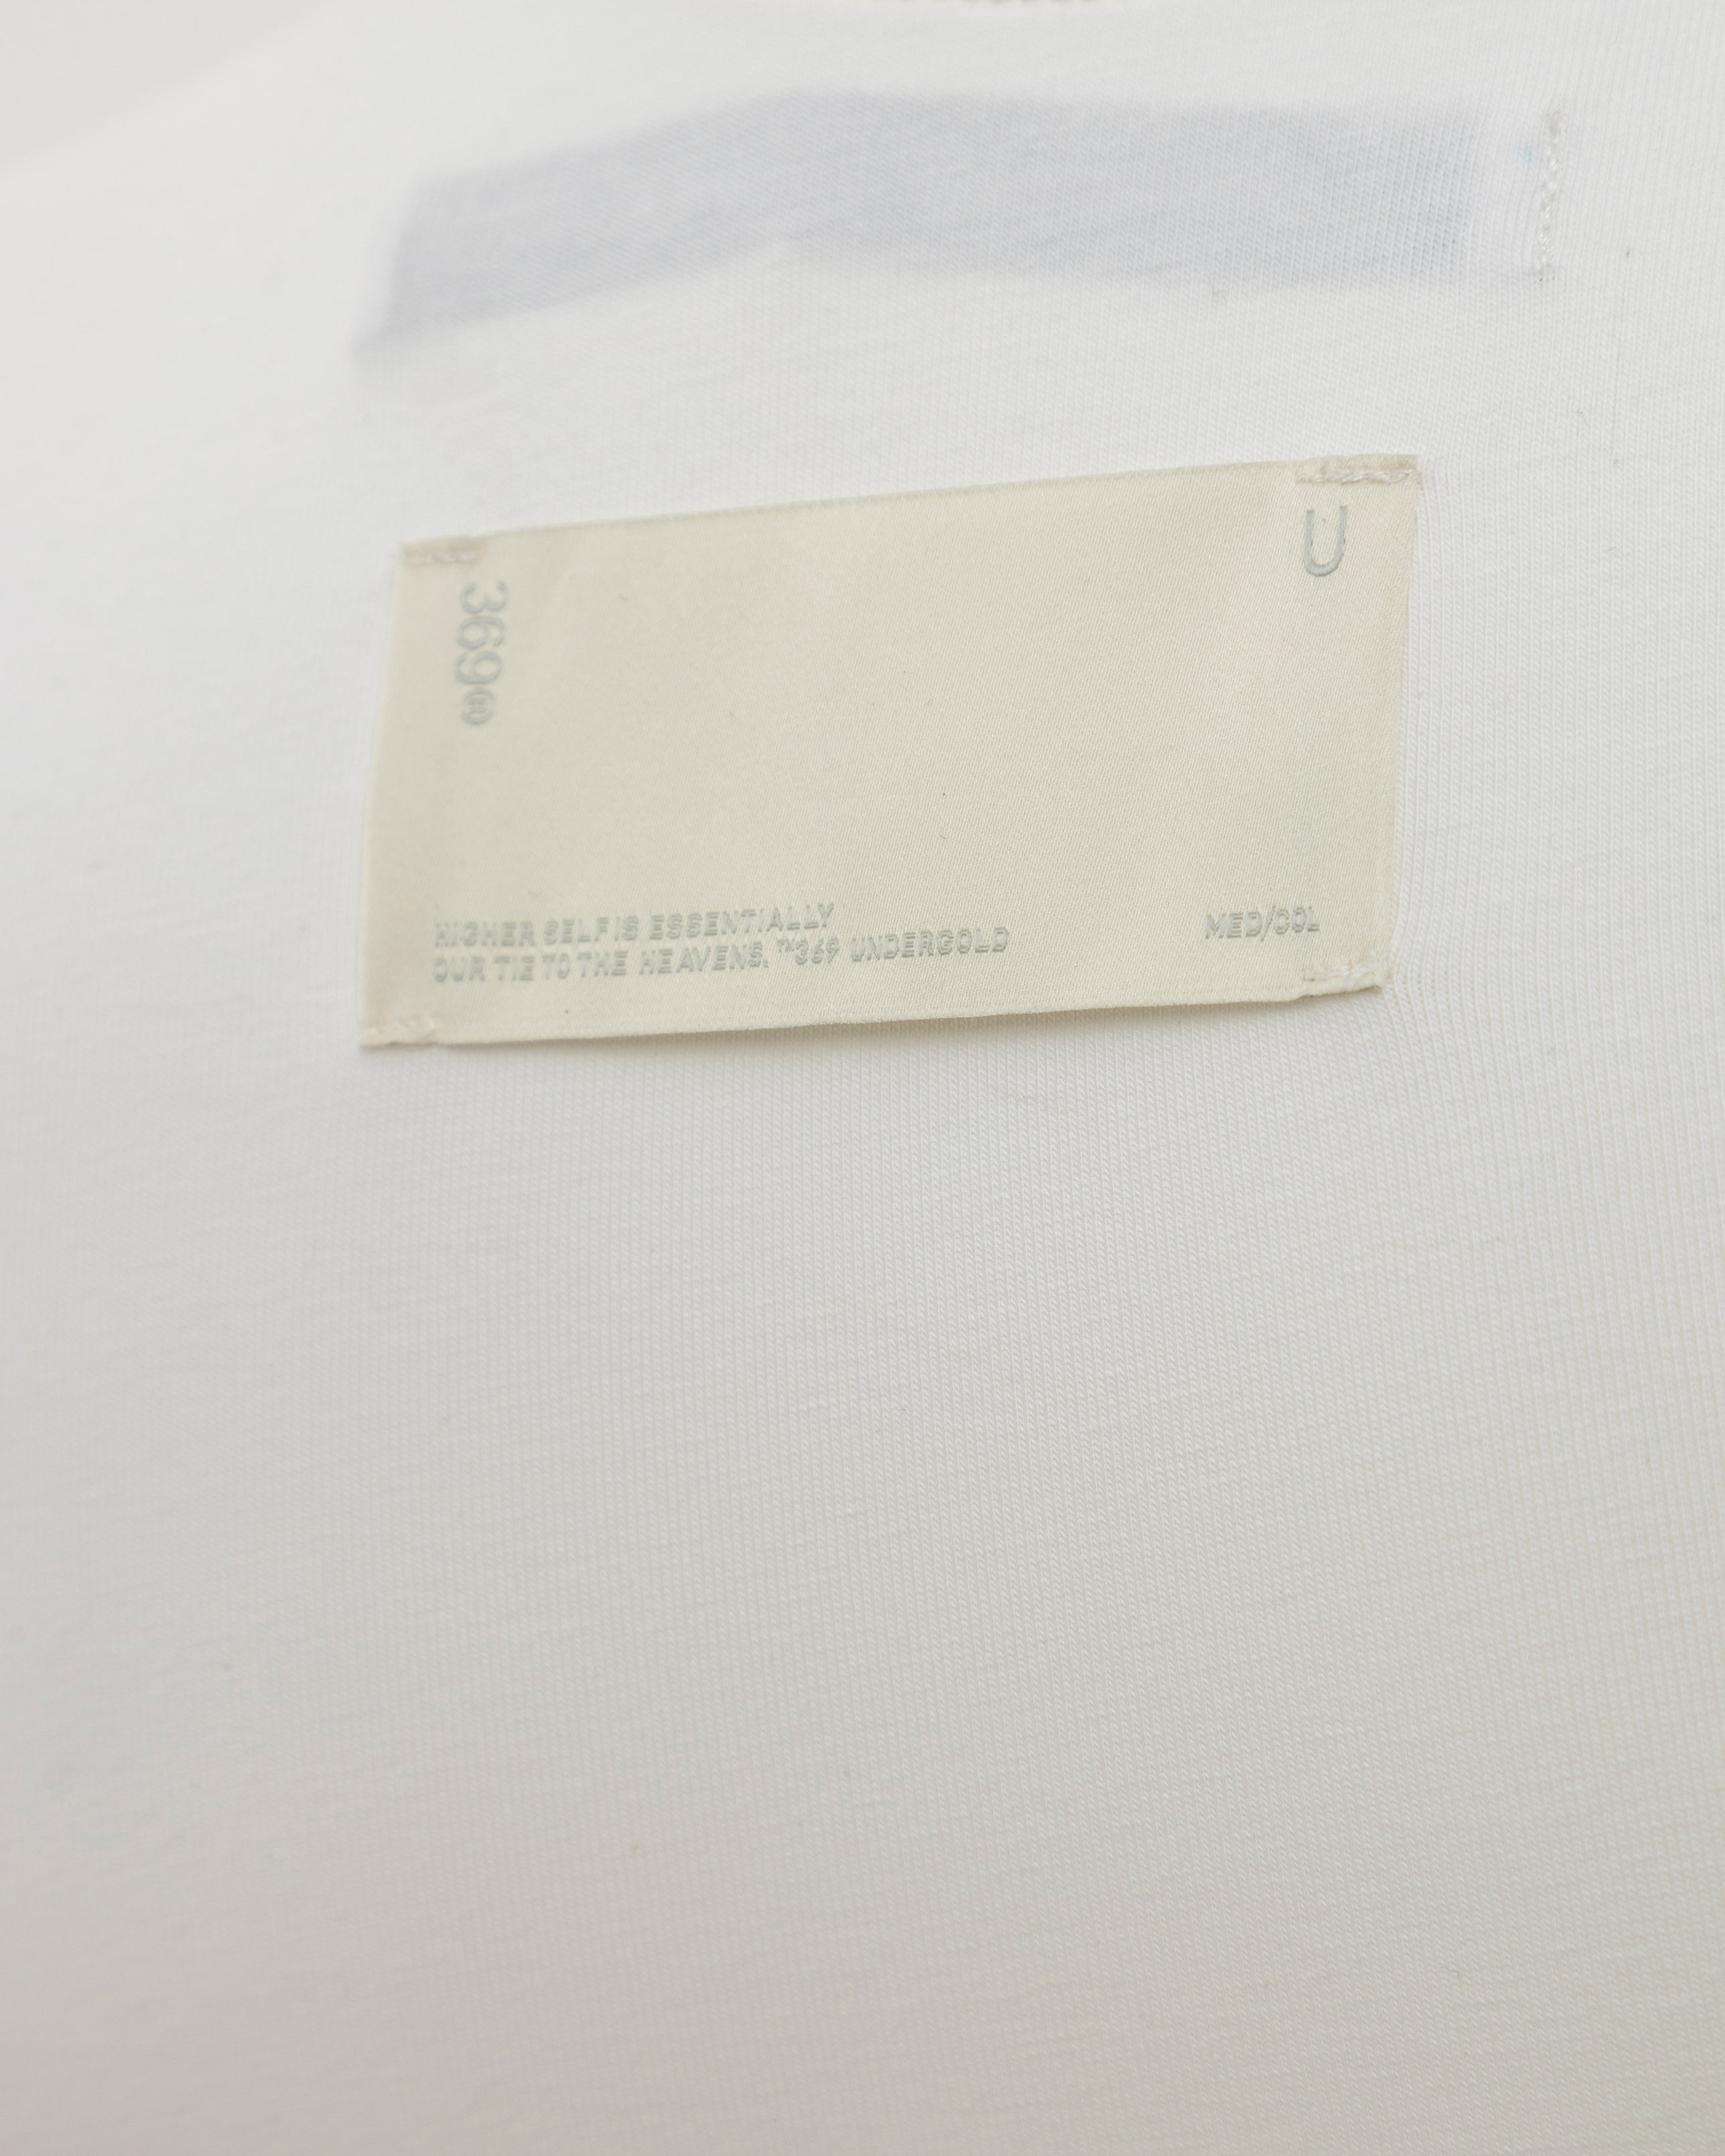 U
369®
HIGHER SELF IS ESSENTIALLY
OUR TIE TO THE HEAVENS. ™369 UNDERGOLD
MED/COL